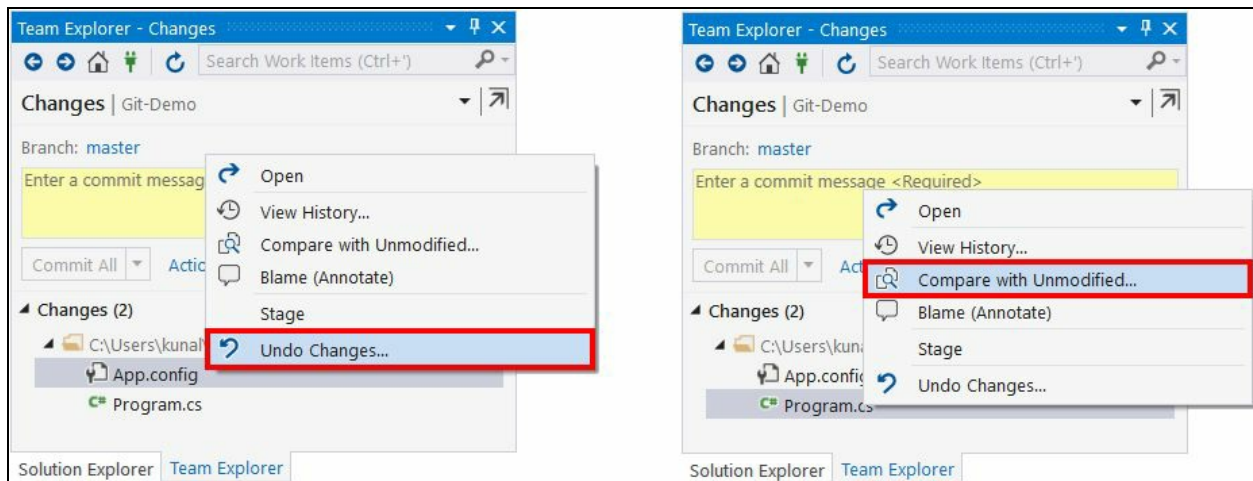 Team Explorer - Changes
Search Work Items (Ctrl+')
Changes | Git-Demo
Branch: master
Enter a commit messag
Open
View History...
Compare with Unmodified...
Blame (Annotate)
Stage
Undo Changes...
Commit All
Actio
Changes (2)
C:\Users\kunal
App.config
C# Program.cs
Solution Explorer Team Explorer
Team Explorer - Changes
Search Work Items (Ctrl+')
Changes | Git-Demo
Branch: master
Enter a commit message <Required>
Open
View History...
Compare with Unmodified...
Blame (Annotate)
Stage
Undo Changes...
Commit All
Act
Changes (2)
C:\Users\kuna
App.config
C# Program.cs
Solution Explorer Team Explorer